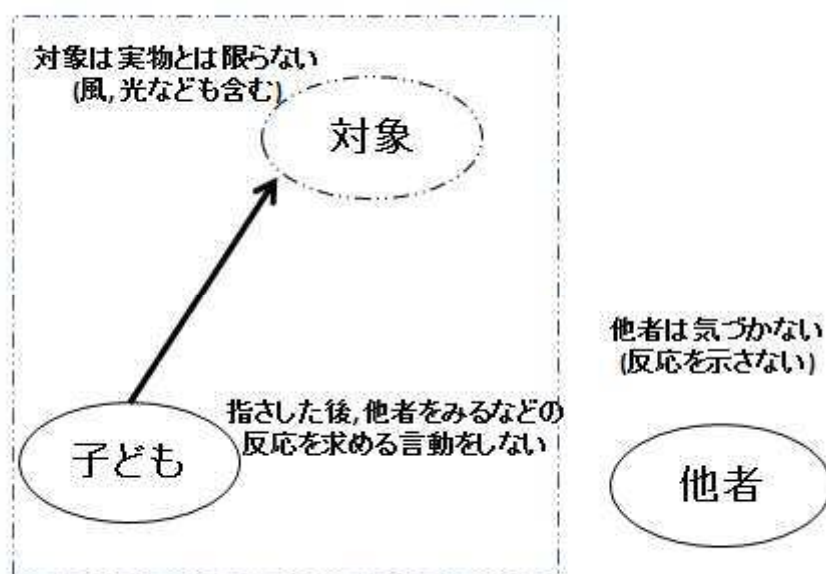 対象は実物とは限らない
(風,光なども含む)
対象
他者は気づかない
(反応を示さない)
指さした後,他者をみるなどの
反応を求める言動をしない
子ども
他者